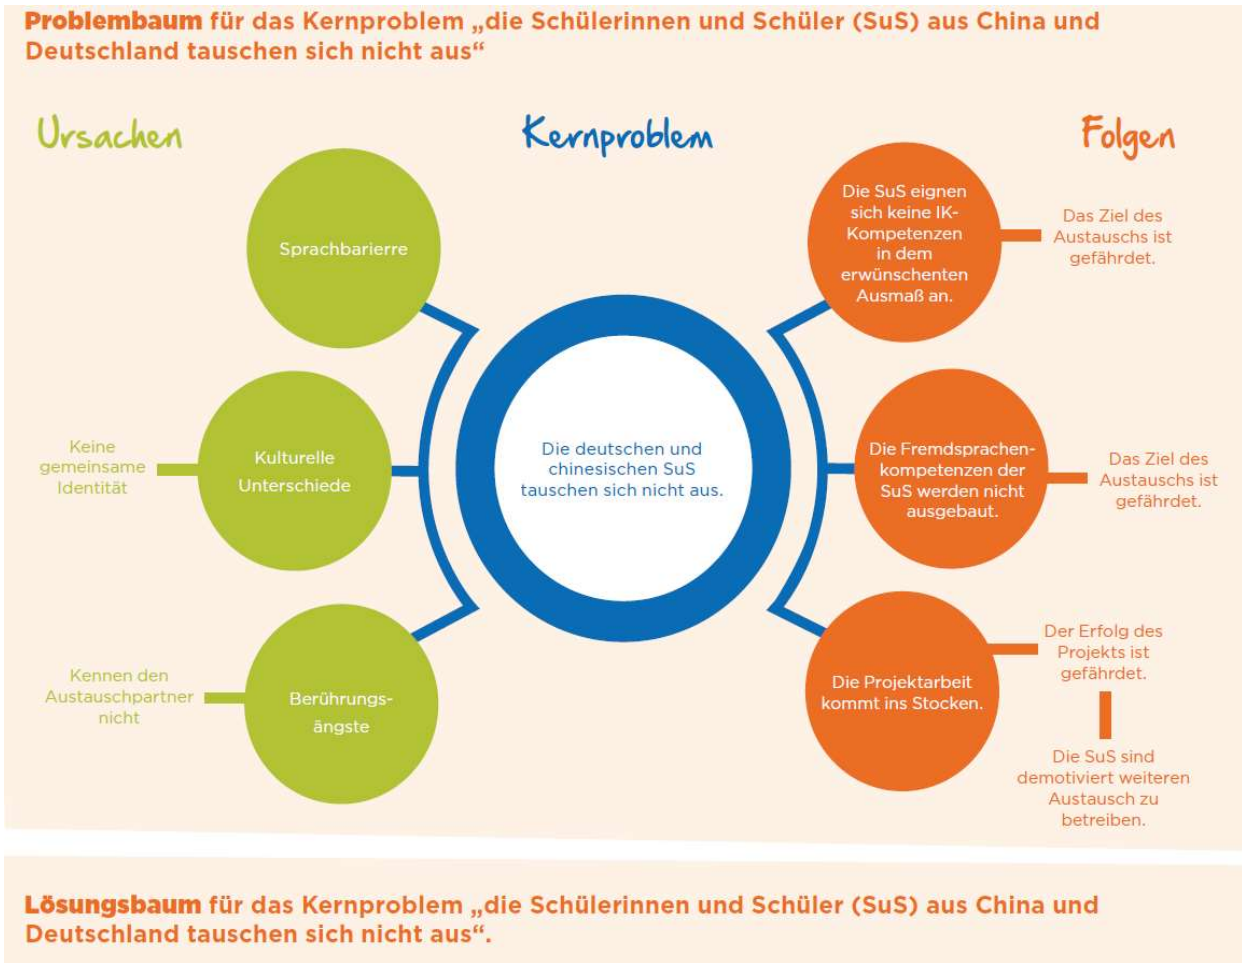 Problembaum für das Kernproblem „die Schülerinnen und Schüler (SuS) aus China und
Deutschland tauschen sich nicht aus“
Ursachen
Kernproblem
Folgen
Sprachbarierre
Keine
gemeinsame
Identität
Kulturelle
Unterschiede
Kennen den
Austauschpartner
nicht
Berührungs-
ängste
Die deutschen und
chinesischen SuS
tauschen sich nicht aus.
Die SuS eignen
sich keine IK-
Kompetenzen
in dem
erwünschenten
Ausmaß an.
Das Ziel des
Austauschs ist
gefährdet.
Die Fremdsprachen-
kompetenzen der
SuS werden nicht
ausgebaut.
Das Ziel des
Austauschs ist
gefährdet.
Die Projektarbeit
kommt ins Stocken.
Der Erfolg des
Projekts ist
gefährdet.
Die SuS sind
demotiviert weiteren
Austausch zu
betreiben.
Lösungsbaum für das Kernproblem „die Schülerinnen und Schüler (SuS) aus China und
Deutschland tauschen sich nicht aus“.